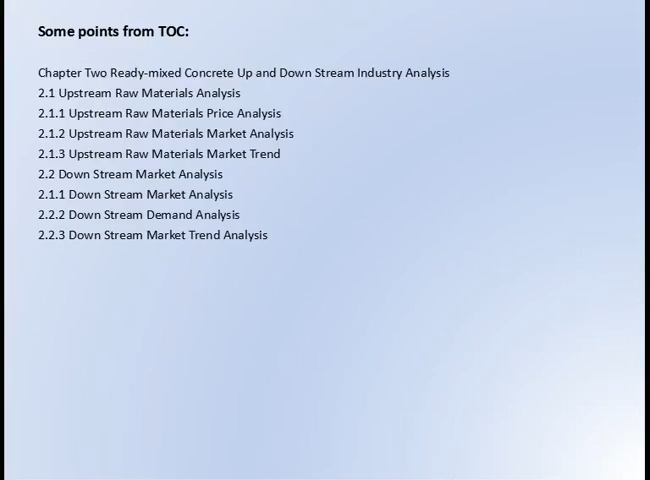 Some points from TOC:
Chapter Two Ready-mixed Concrete Up and Down Stream Industry Analysis
2.1 Upstream Raw Materials Analysis
2.1.1 Upstream Raw Materials Price Analysis
2.1.2 Upstream Raw Materials Market Analysis
2.1.3 Upstream Raw Materials Market Trend
2.2 Down Stream Market Analysis
2.1.1 Down Stream Market Analysis
2.2.2 Down Stream Demand Analysis
2.2.3 Down Stream Market Trend Analysis